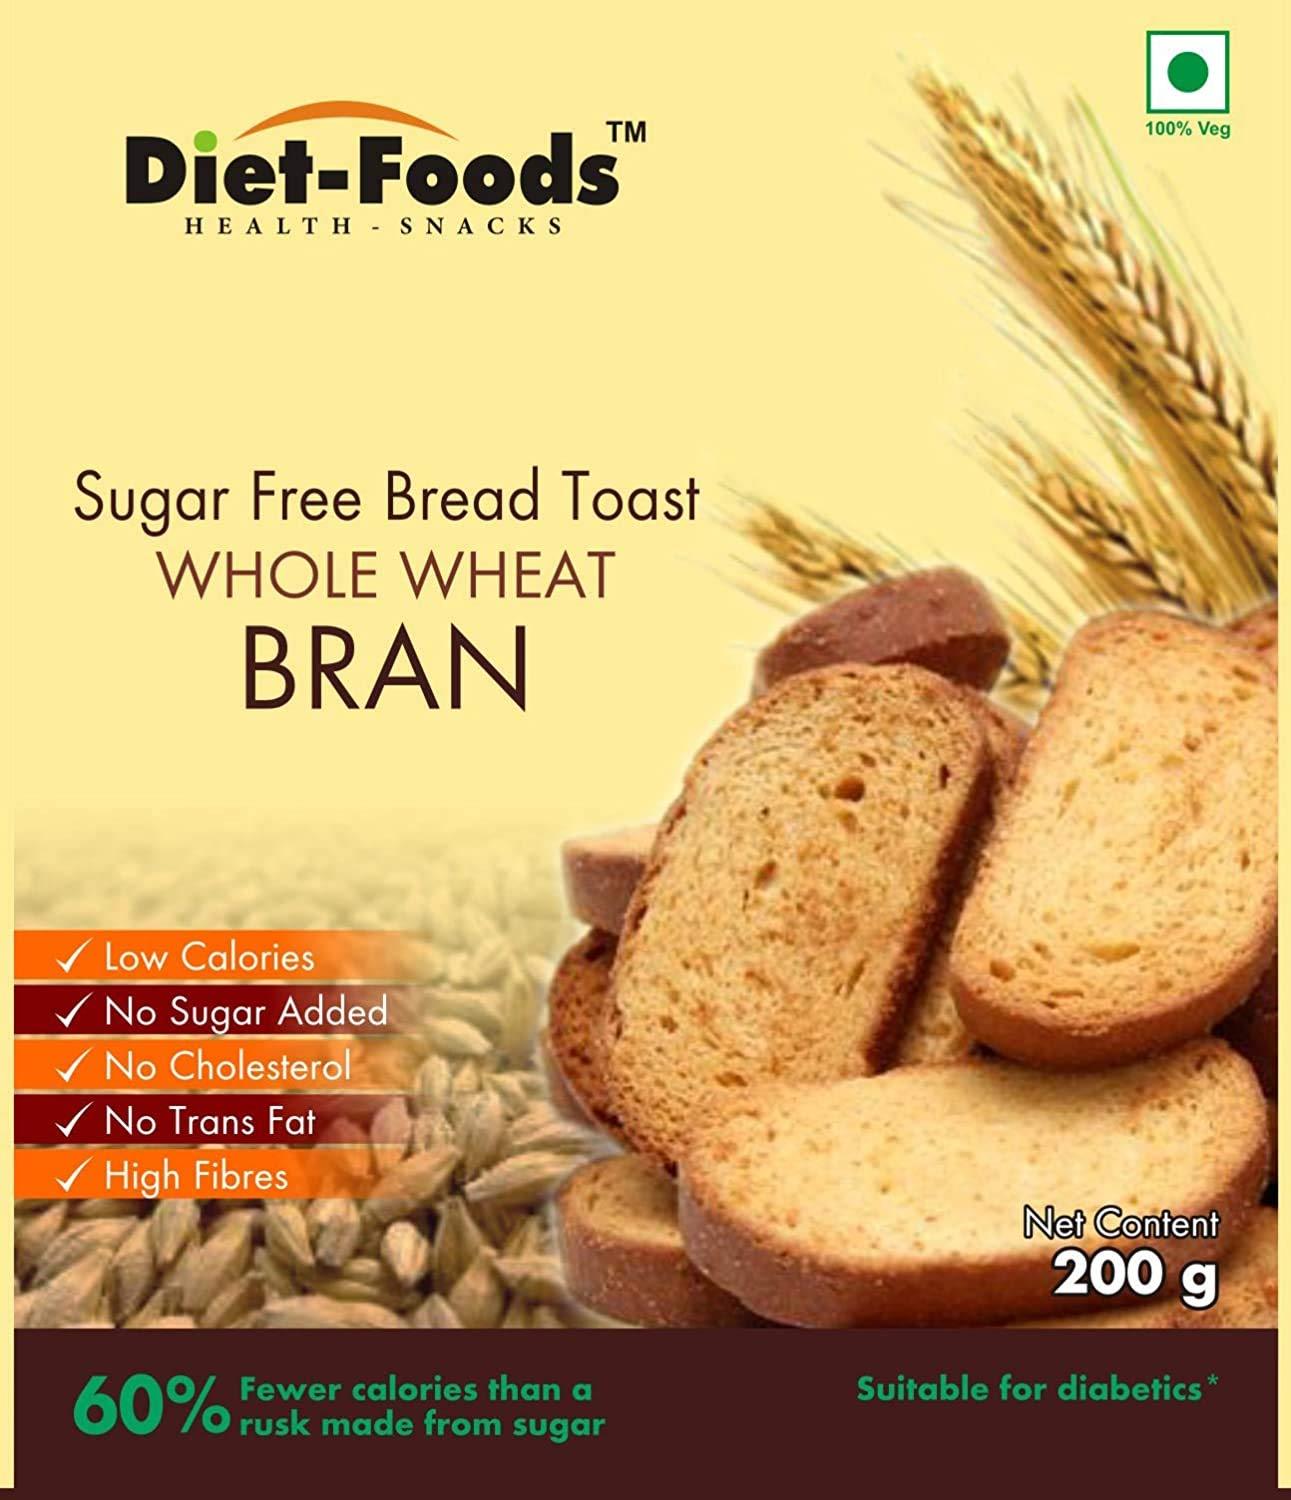 100% Veg
Diet-Foods™
HEALTH - SNACKS
Sugar Free Bread Toast
WHOLE WHEAT
BRAN
✓ Low Calories
✓ No Sugar Added
✓ No Cholesterol
✓ No Trans Fat
✓ High Fibres
Net Content
200 g
60% Fewer calories than a
rusk made from sugar
Suitable for diabetics*